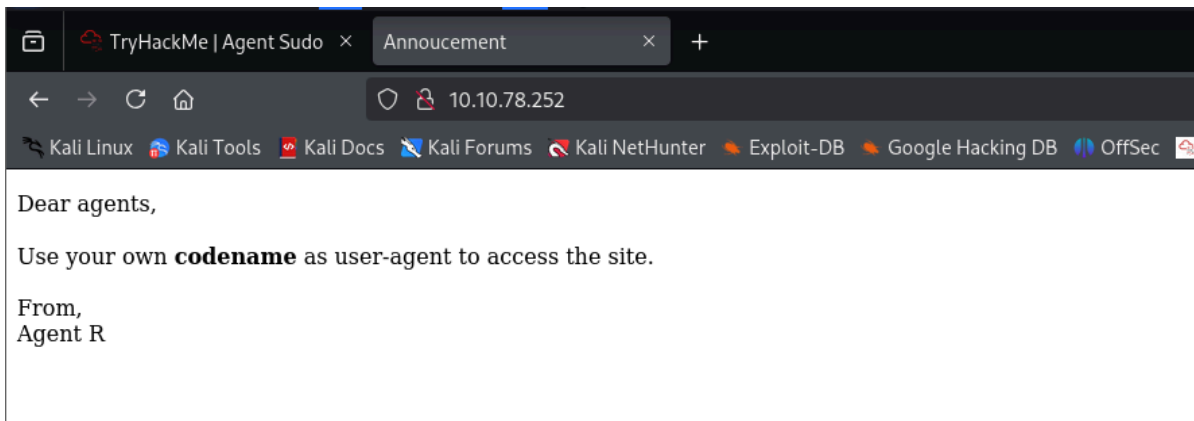 TryHackMe | Agent Sudo
Annoucement
10.10.78.252
Kali Linux Kali Tools Kali Docs Kali Forums Kali NetHunter Exploit-DB Google Hacking DB OffSec
Dear agents,
Use your own codename as user-agent to access the site.
From,
Agent R